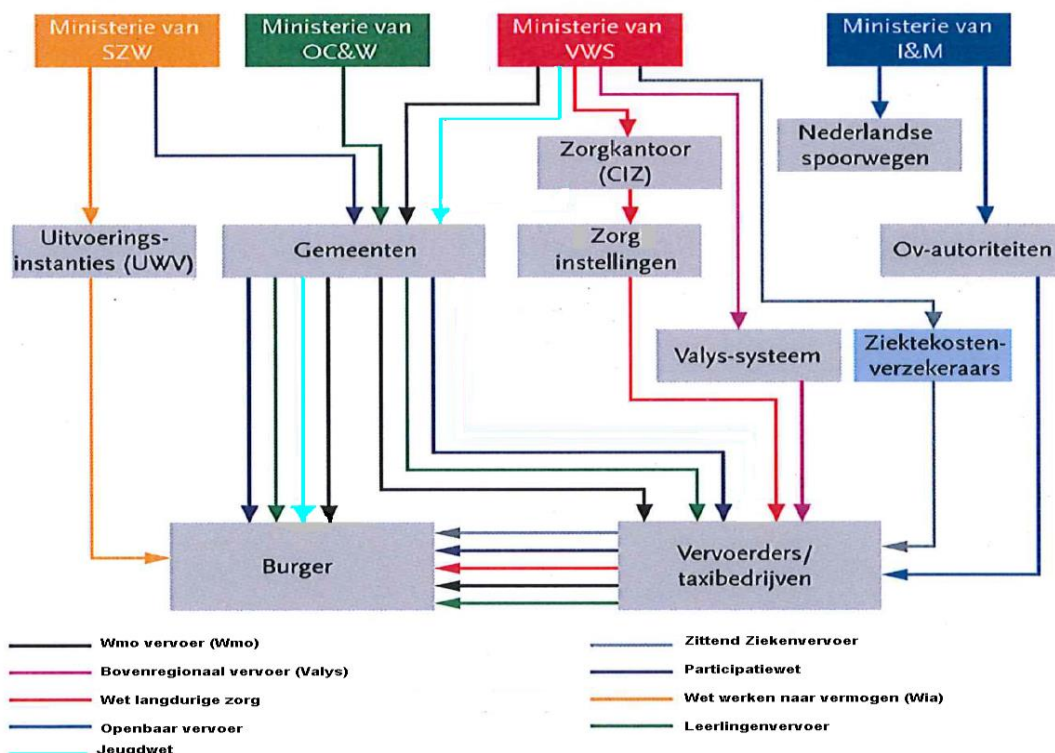 Ministerie van
SZW
Ministerie van
OC&W
Ministerie van
VWS
Ministerie van
I&M
Zorgkantoor
(CIZ)
Nederlandse
spoorwegen
Uitvoerings-
instanties (UWV)
Gemeenten
Zorg
instellingen
Ov-autoriteiten
Valys-systeem
Ziektekosten-
verzekeraars
Burger
Vervoerders/
taxibedrijven
Wmo vervoer (Wmo)
Bovenregionaal vervoer (Valys)
Wet langdurige zorg
Openbaar vervoer
Jeugdwet
Zittend Ziekenvervoer
Participatiewet
Wet werken naar vermogen (Wia)
Leerlingenvervoer